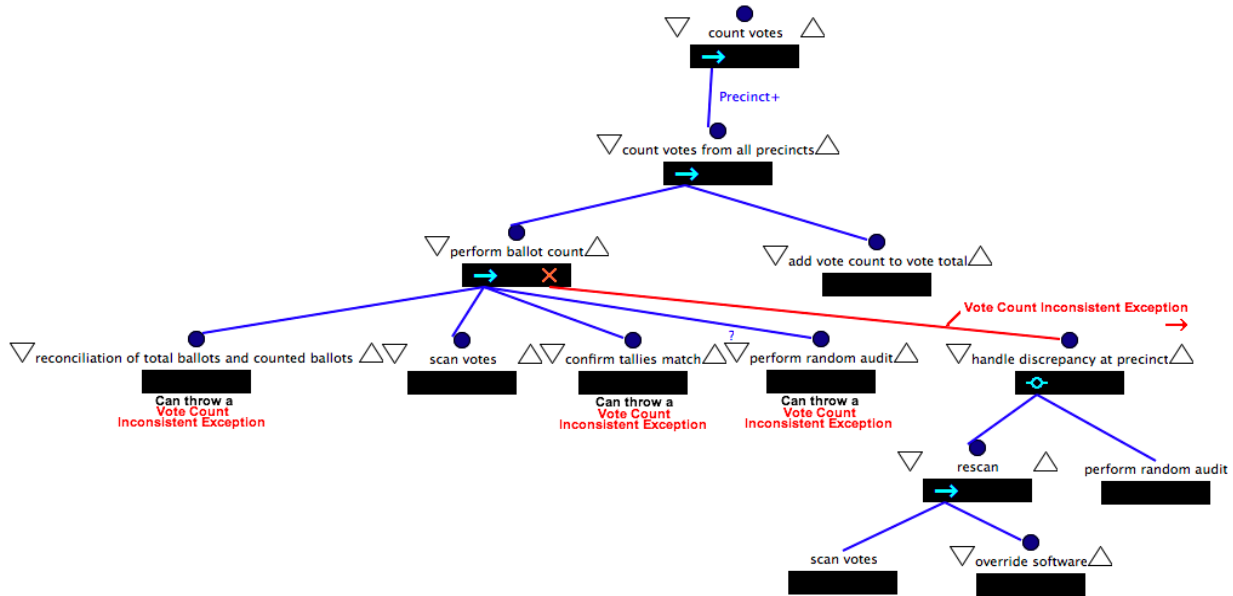 count votes
Precinct+
count votes from all precincts
perform ballot count
add vote count to vote total
Vote Count Inconsistent Exception
?
reconciliation of total ballots and counted ballots
scan votes
confirm tallies match
perform random audit
handle discrepancy at precinct
Can throw a
Vote Count
Inconsistent Exception
Can throw a
Vote Count
Inconsistent Exception
Can throw a
Vote Count
Inconsistent Exception
rescan
perform random audit
scan votes
override software